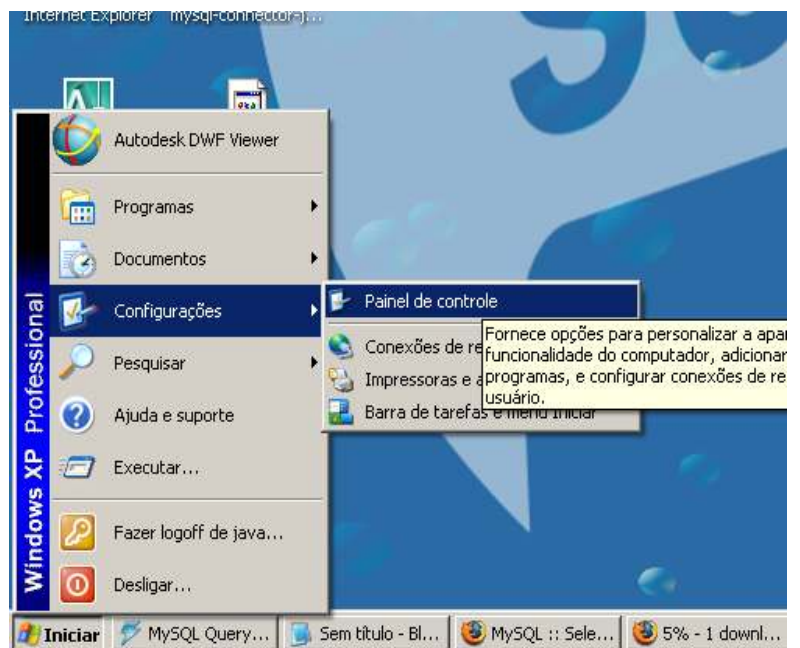 Internet Explorer mysql-connector-j...
Autodesk DWF Viewer
Programas
Documentos
Configurações
Pesquisar
Ajuda e suporte
Executar...
Fazer logoff de java...
Desligar...
Windows XP Professional
Painel de controle
Conexões de re
Impressoras e a
Barra de tarefas e menu Iniciar
Fornece opções para personalizar a apar
funcionalidade do computador, adicionar
programas, e configurar conexões de re
usuário.
Iniciar
MySQL Query...
Sem título - Bl...
MySQL :: Sele...
5% - 1 downl...